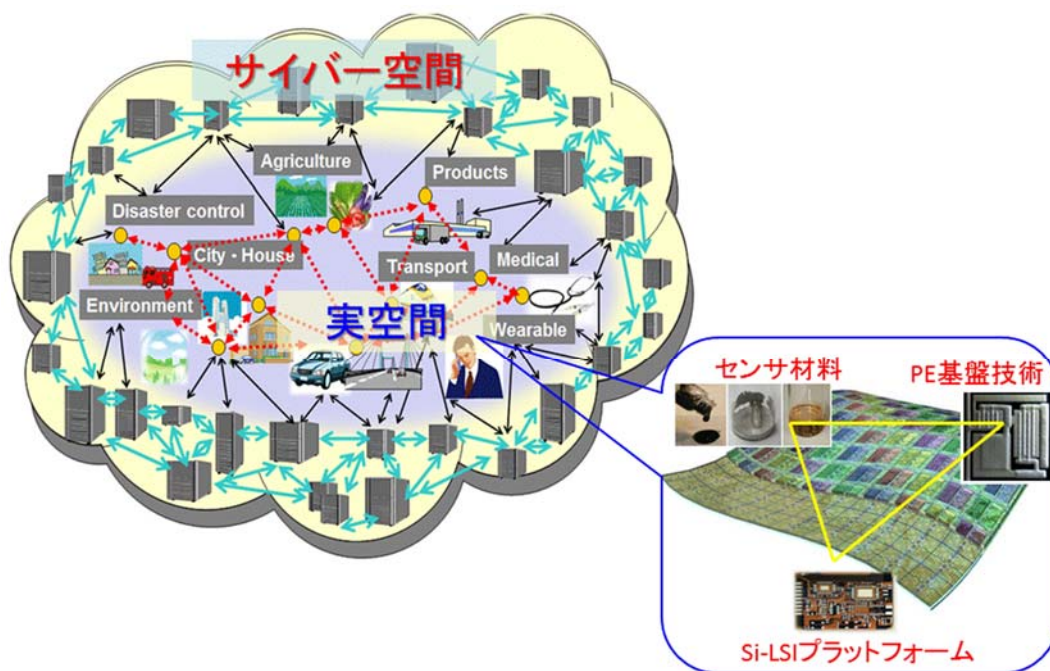 サイバー空間
Agriculture
Products
Disaster control
City・House
Transport
Medical
Environment
実空間
Wearable
センサ材料
PE基盤技術
Si-LSIプラットフォーム